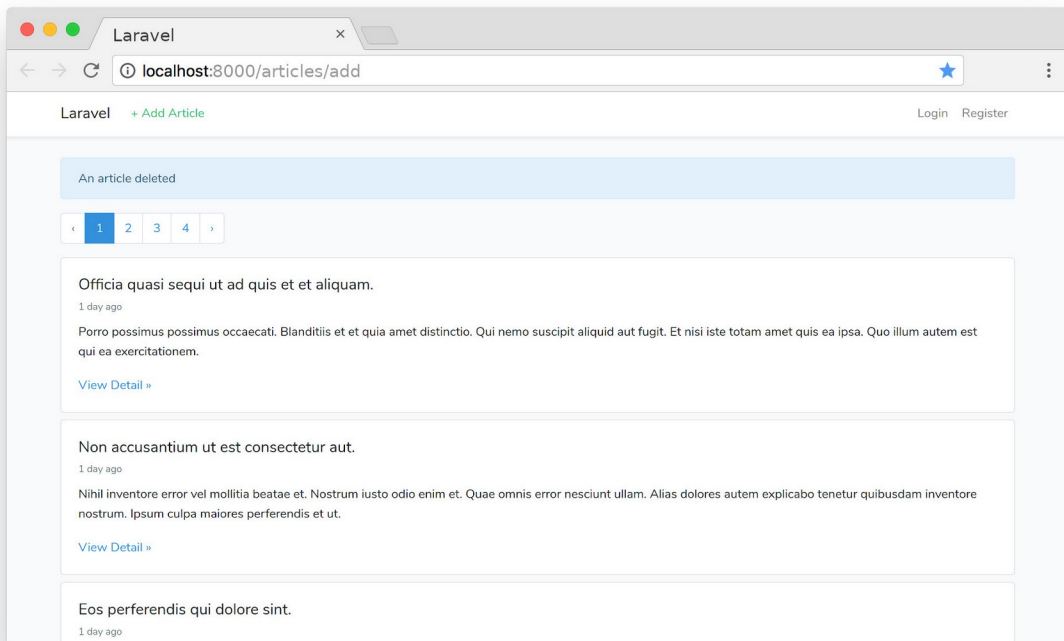 Laravel ×
localhost:8000/articles/add
Laravel + Add Article Login Register
An article deleted
‹ 1 2 3 4 ›
Officia quasi sequi ut ad quis et et aliquam.
1 day ago
Porro possimus possimus occaecati. Blanditiis et et quia amet distinctio. Qui nemo suscipit aliquid aut fugit. Et nisi iste totam amet quis ea ipsa. Quo illum autem est
qui ea exercitationem.
View Detail »
Non accusantium ut est consectetur aut.
1 day ago
Nihil inventore error vel mollitia beatae et. Nostrum iusto odio enim et. Quae omnis error nesciunt ullam. Alias dolores autem explicabo tenetur quibusdam inventore
nostrum. Ipsum culpa maiores perferendis et ut.
View Detail »
Eos perferendis qui dolore sint.
1 day ago